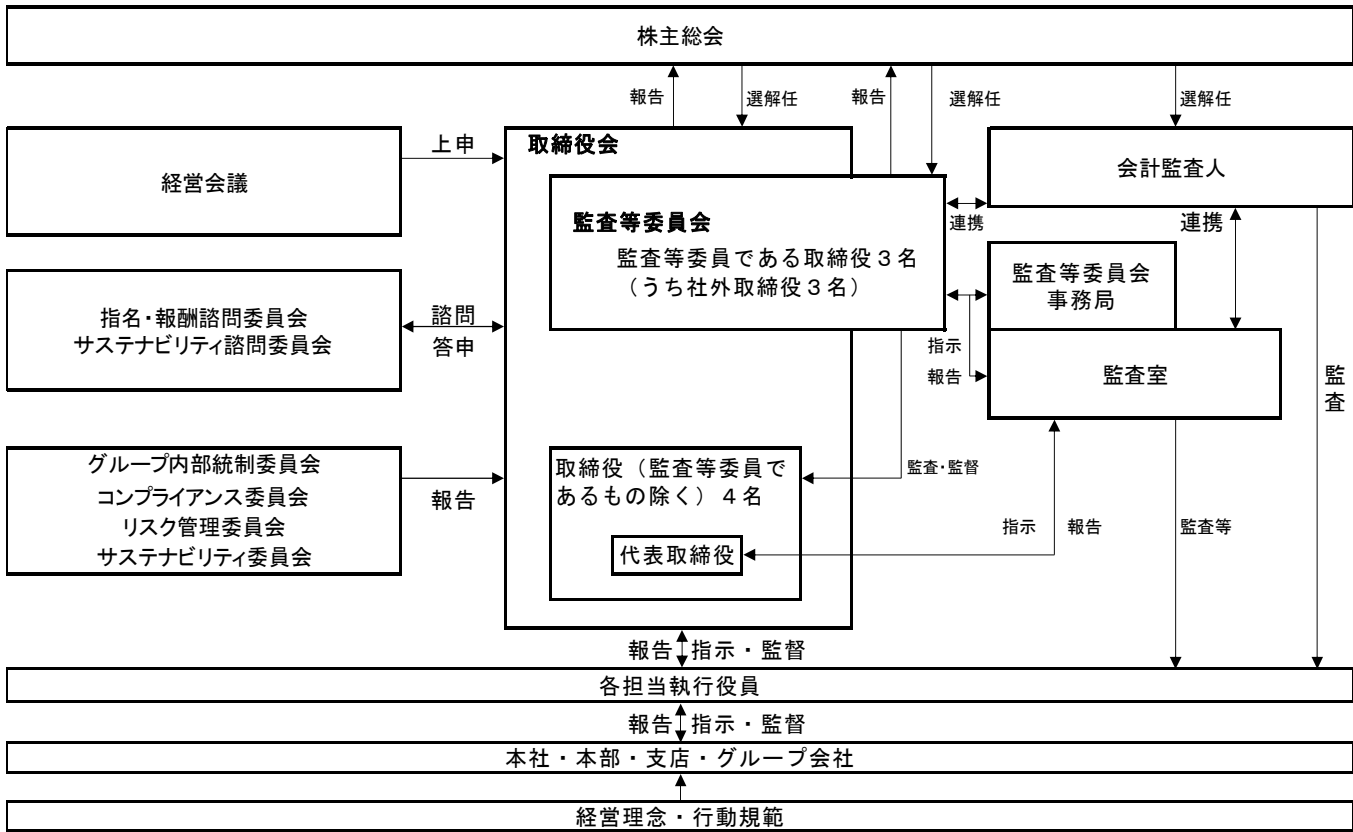 株主総会
報告
選解任
報告
選解任
選解任
経営会議
上申
取締役会
監査等委員会
監査等委員である取締役３名
（うち社外取締役３名）
会計監査人
連携
連携
監査等委員会
事務局
指名・報酬諮問委員会
サステナビリティ諮問委員会
諮問
答申
指示
報告
監査室
監査
グループ内部統制委員会
コンプライアンス委員会
リスク管理委員会
サステナビリティ委員会
報告
取締役（監査等委員で
あるもの除く）４名
代表取締役
監査・監督
指示
報告
監査等
報告
指示・監督
各担当執行役員
報告
指示・監督
本社・本部・支店・グループ会社
経営理念・行動規範